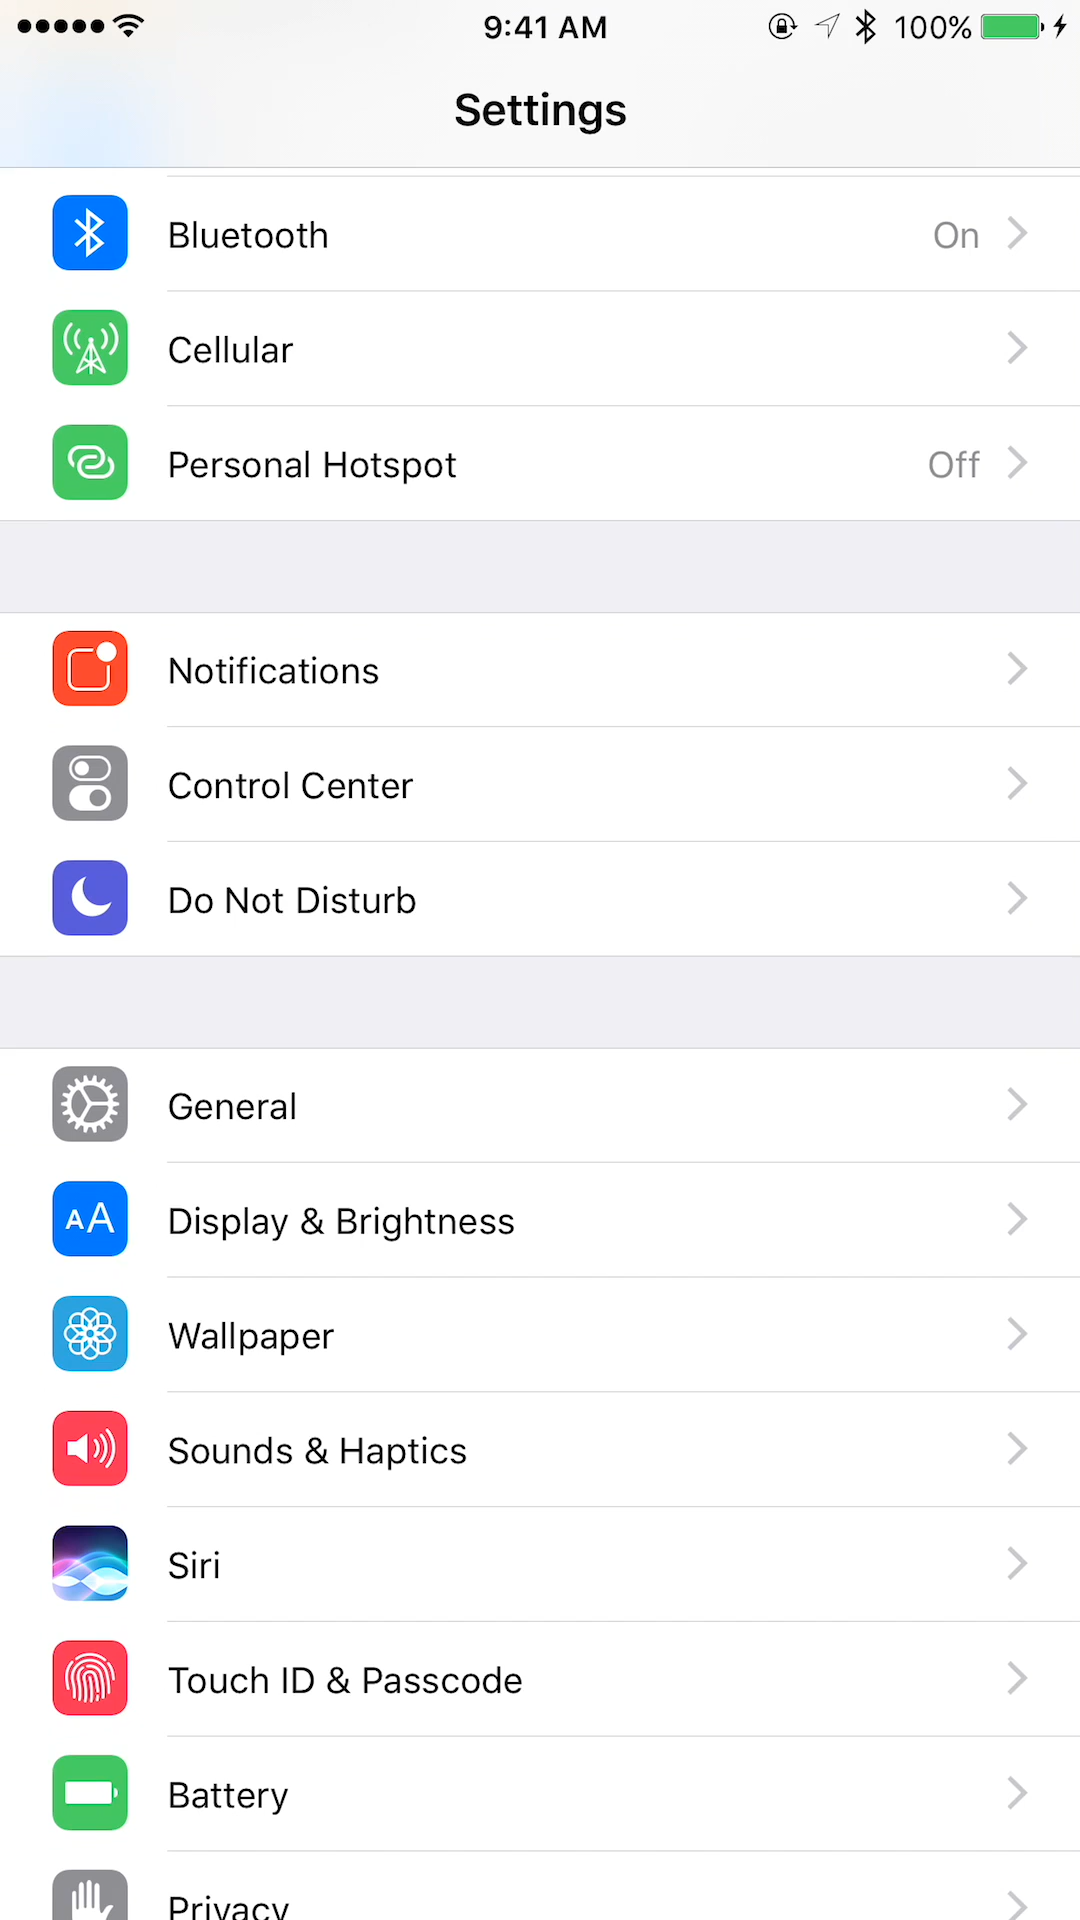 9:41 AM 100%
Settings
Bluetooth On
Cellular
Personal Hotspot Off
Notifications
Control Center
Do Not Disturb
General
AA Display & Brightness
Wallpaper
Sounds & Haptics
Siri
Touch ID & Passcode
Battery
Privacy